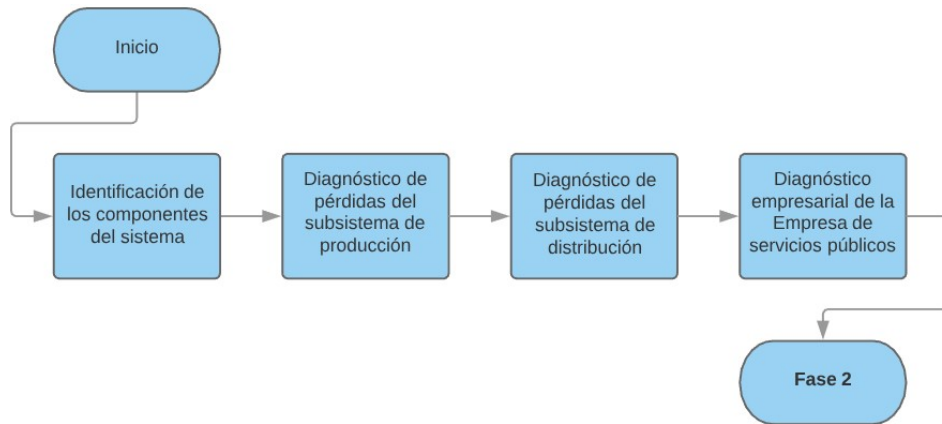 Inicio
Identificación de
los componentes
del sistema
Diagnóstico de
pérdidas del
subsistema de
producción
Diagnóstico de
pérdidas del
subsistema de
distribución
Diagnóstico
empresarial de la
Empresa de
servicios públicos
Fase 2